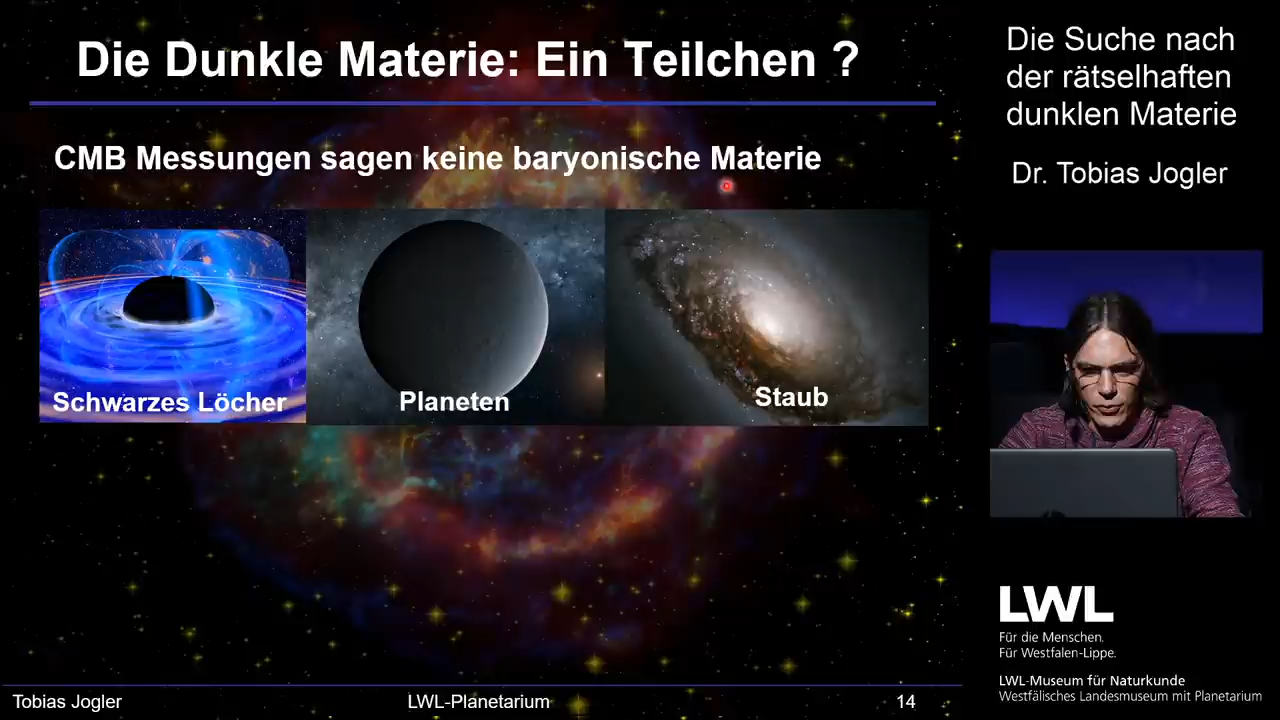 Die Dunkle Materie: Ein Teilchen ?
CMB Messungen sagen keine baryonische Materie
Schwarzes Löcher
Planeten
Staub
Tobias Jogler
LWL-Planetarium
14
Die Suche nach
der rätselhaften
dunklen Materie
Dr. Tobias Jogler
LWL
Für die Menschen.
Für Westfalen-Lippe.
LWL-Museum für Naturkunde
Westfälisches Landesmuseum mit Planetarium